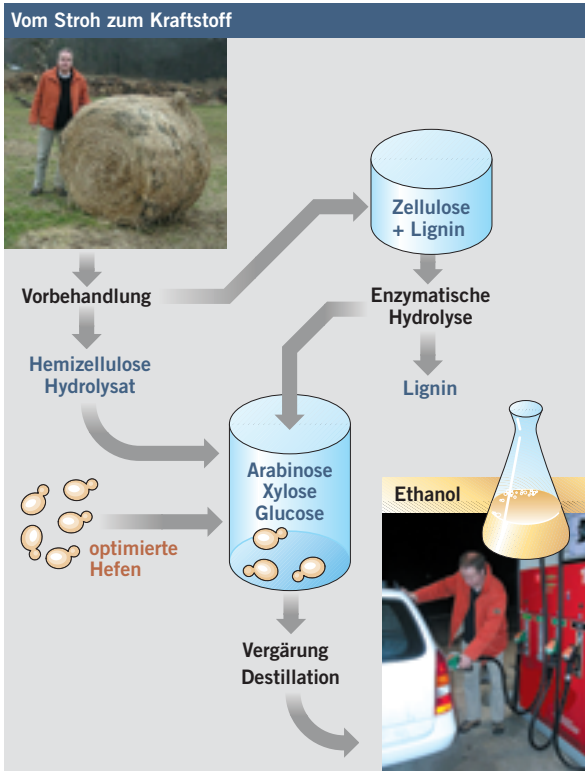 Vom Stroh zum Kraftstoff
Zellulose
+ Lignin
Vorbehandlung
Enzymatische
Hydrolyse
Hemizellulose
Hydrolysat
Lignin
Arabinose
Xylose
Glucose
Ethanol
optimierte
Hefen
Vergärung
Destillation